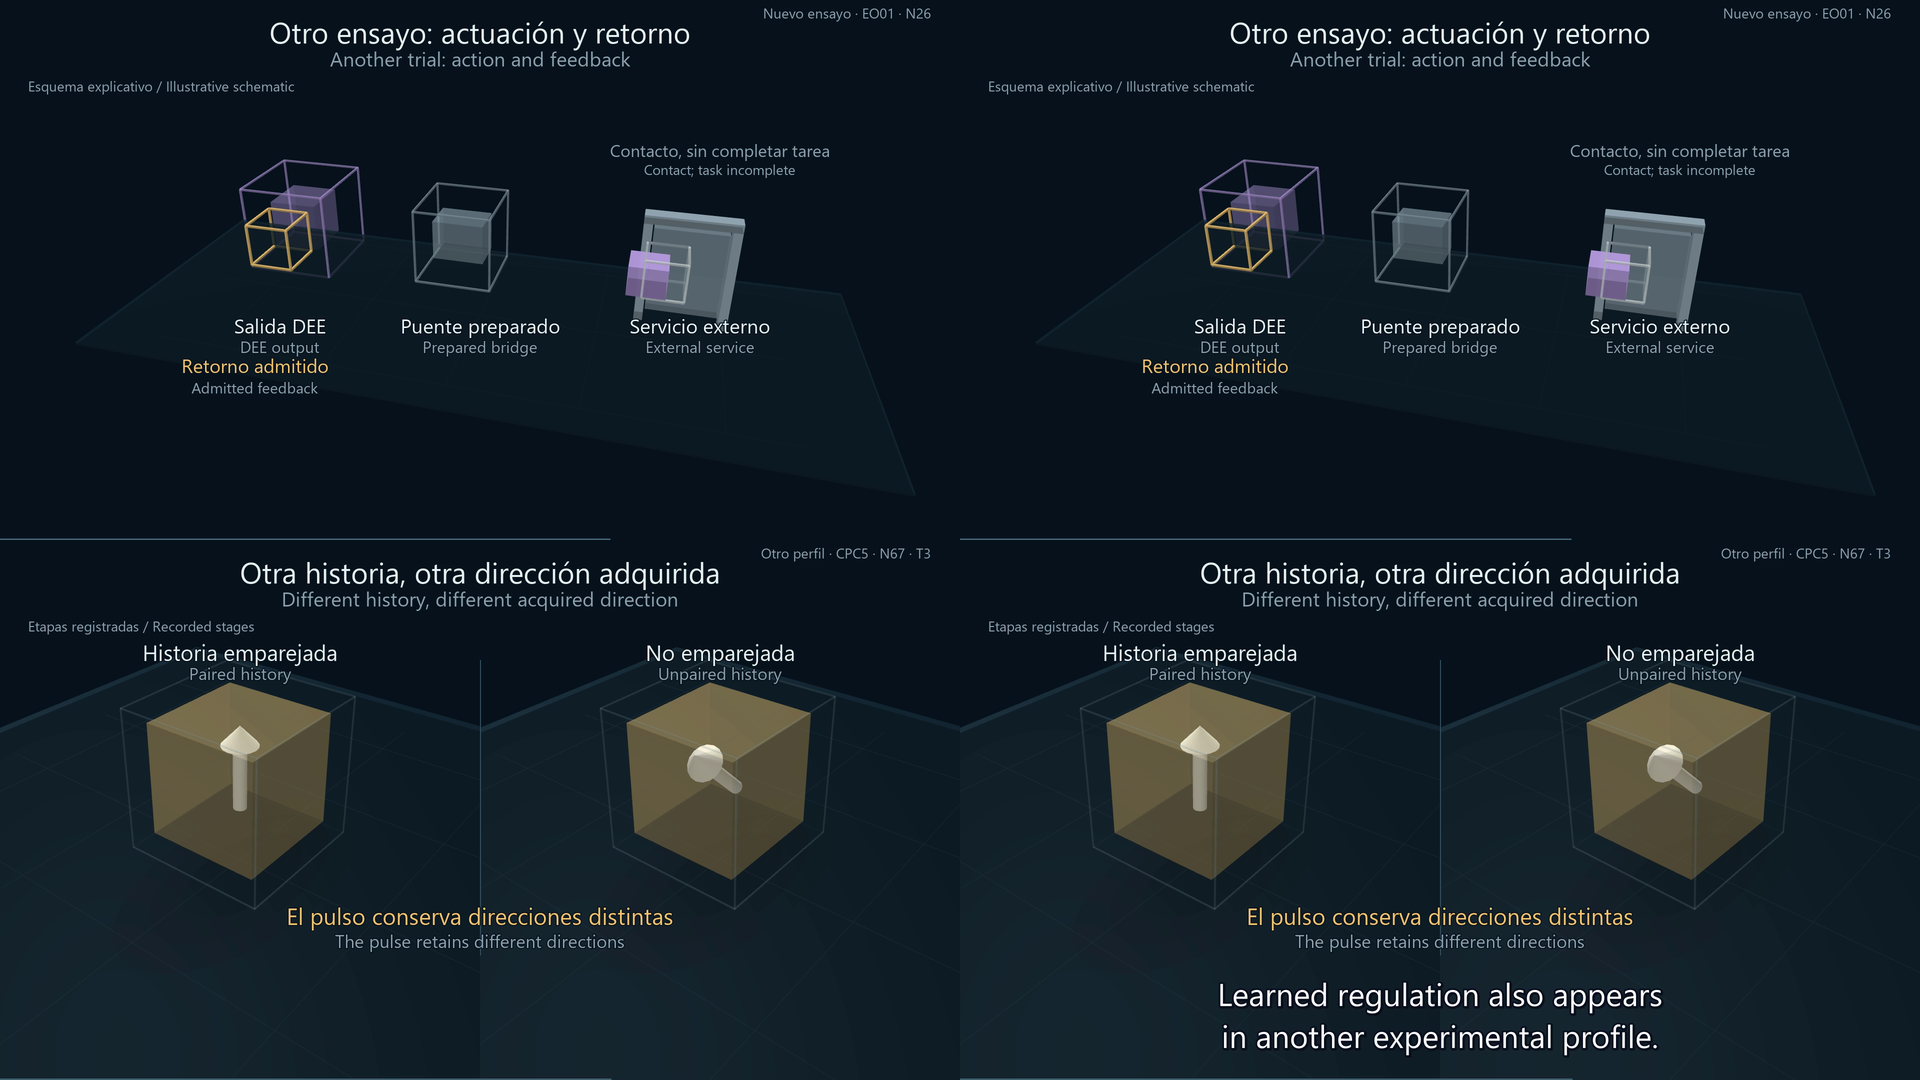 Nuevo ensayo · EO01 · N26
Otro ensayo: actuación y retorno
Another trial: action and feedback
Esquema explicativo / Illustrative schematic
Contacto, sin completar tarea
Contact; task incomplete
Salida DEE
DEE output
Retorno admitido
Admitted feedback
Puente preparado
Prepared bridge
Servicio externo
External service
Nuevo ensayo · EO01 · N26
Otro ensayo: actuación y retorno
Another trial: action and feedback
Esquema explicativo / Illustrative schematic
Contacto, sin completar tarea
Contact; task incomplete
Salida DEE
DEE output
Retorno admitido
Admitted feedback
Puente preparado
Prepared bridge
Servicio externo
External service
Otro perfil · CPC5 · N67 · T3
Otra historia, otra dirección adquirida
Different history, different acquired direction
Etapas registradas / Recorded stages
Historia emparejada
Paired history
No emparejada
Unpaired history
El pulso conserva direcciones distintas
The pulse retains different directions
Otro perfil · CPC5 · N67 · T3
Otra historia, otra dirección adquirida
Different history, different acquired direction
Etapas registradas / Recorded stages
Historia emparejada
Paired history
No emparejada
Unpaired history
El pulso conserva direcciones distintas
The pulse retains different directions
Learned regulation also appears
in another experimental profile.